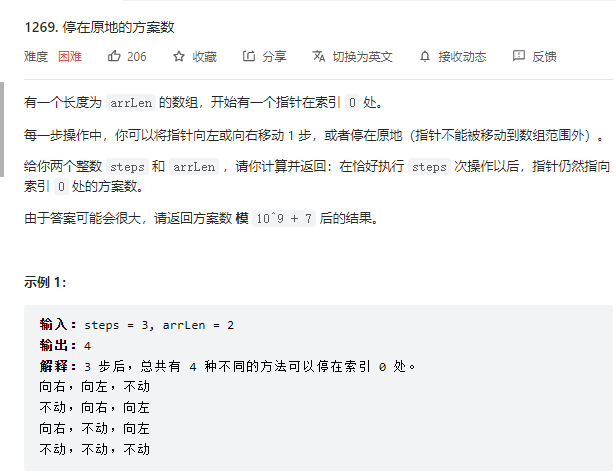 1269. 停在原地的方案数
难度 困难 206 收藏 分享 切换为英文 接收动态 反馈
有一个长度为 arrLen 的数组，开始有一个指针在索引 0 处。
每一步操作中，你可以将指针向左或向右移动 1 步，或者停在原地（指针不能被移动到数组范围外）。
给你两个整数 steps 和 arrLen ，请你计算并返回：在恰好执行 steps 次操作以后，指针仍然指向
索引 0 处的方案数。
由于答案可能会很大，请返回方案数 模 10^9 + 7 后的结果。
示例 1：
输入：steps = 3, arrLen = 2
输出：4
解释：3 步后，总共有 4 种不同的方法可以停在索引 0 处。
向右，向左，不动
不动，向右，向左
向右，不动，向左
不动，不动，不动